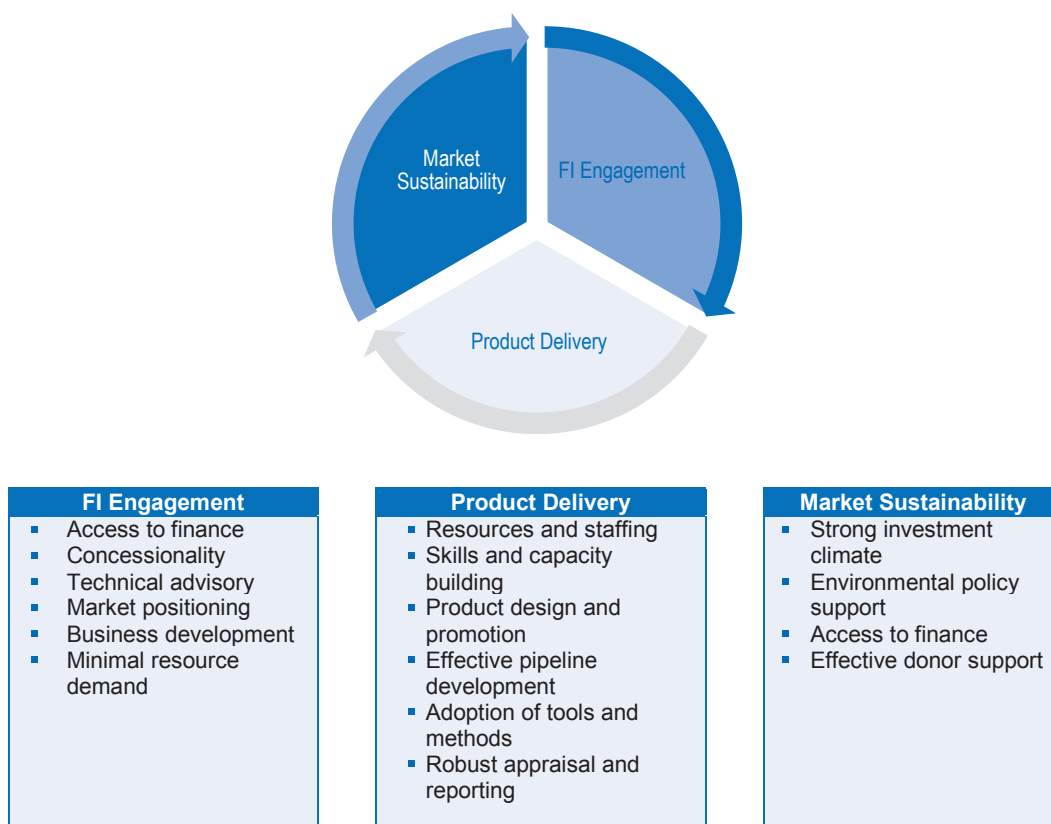 Market
Sustainability
FI Engagement
Product Delivery
FI Engagement
▪ Access to finance
▪ Concessionality
▪ Technical advisory
▪ Market positioning
▪ Business development
▪ Minimal resource
demand
Product Delivery
▪ Resources and staffing
▪ Skills and capacity
building
▪ Product design and
promotion
▪ Effective pipeline
development
▪ Adoption of tools and
methods
▪ Robust appraisal and
reporting
Market Sustainability
▪ Strong investment
climate
▪ Environmental policy
support
▪ Access to finance
▪ Effective donor support